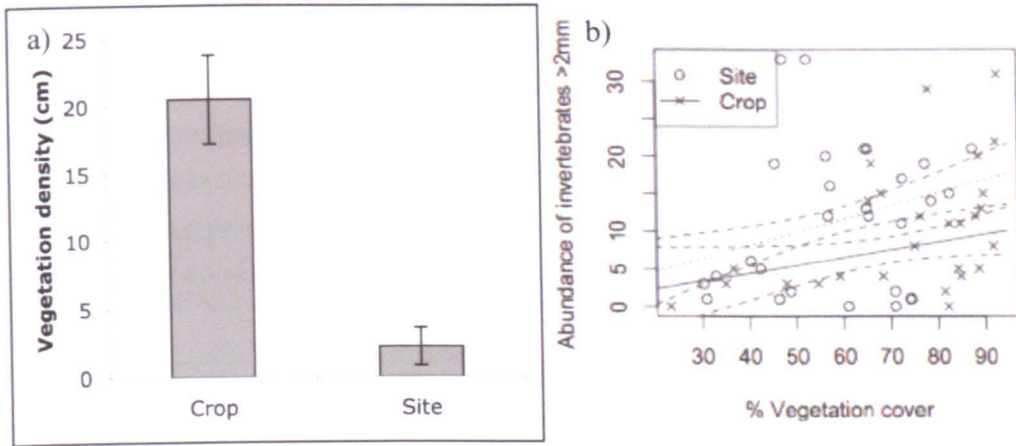 a)
Vegetation density (cm)
25
20
15
10
5
0
Crop
Site
b)
Abundance of invertebrates >2mm
30
20
10
5
0
Site
Crop
30 40 50 60 70 80 90
% Vegetation cover